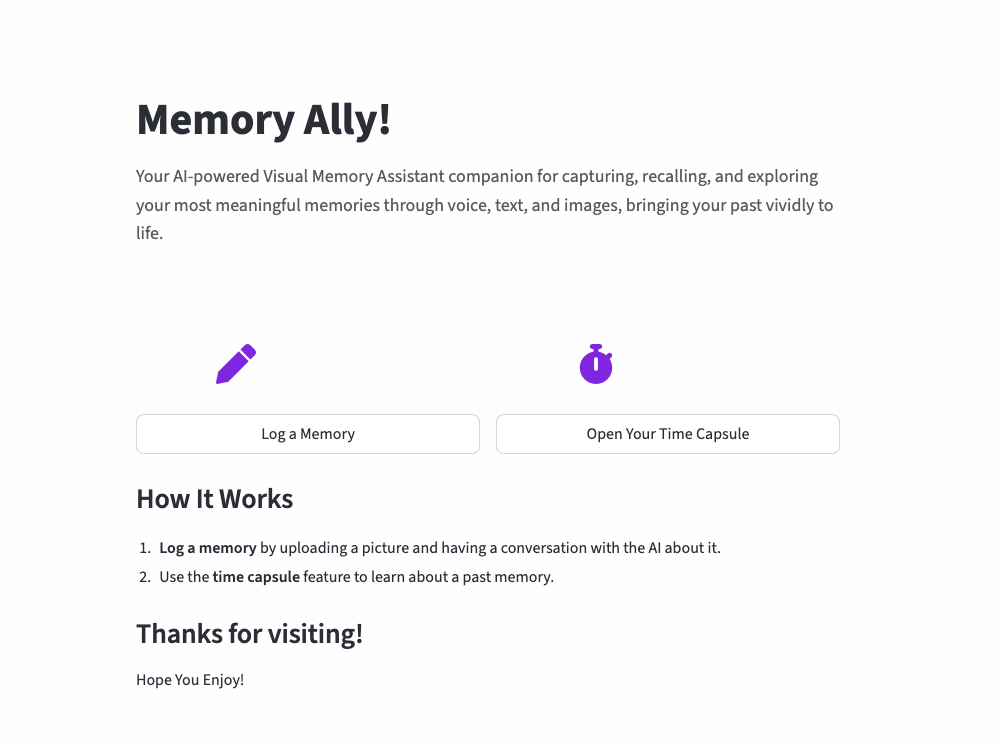 Memory Ally!
Your AI-powered Visual Memory Assistant companion for capturing, recalling, and exploring
your most meaningful memories through voice, text, and images, bringing your past vividly to
life.
Log a Memory
Open Your Time Capsule
How It Works
1. Log a memory by uploading a picture and having a conversation with the AI about it.
2. Use the time capsule feature to learn about a past memory.
Thanks for visiting!
Hope You Enjoy!